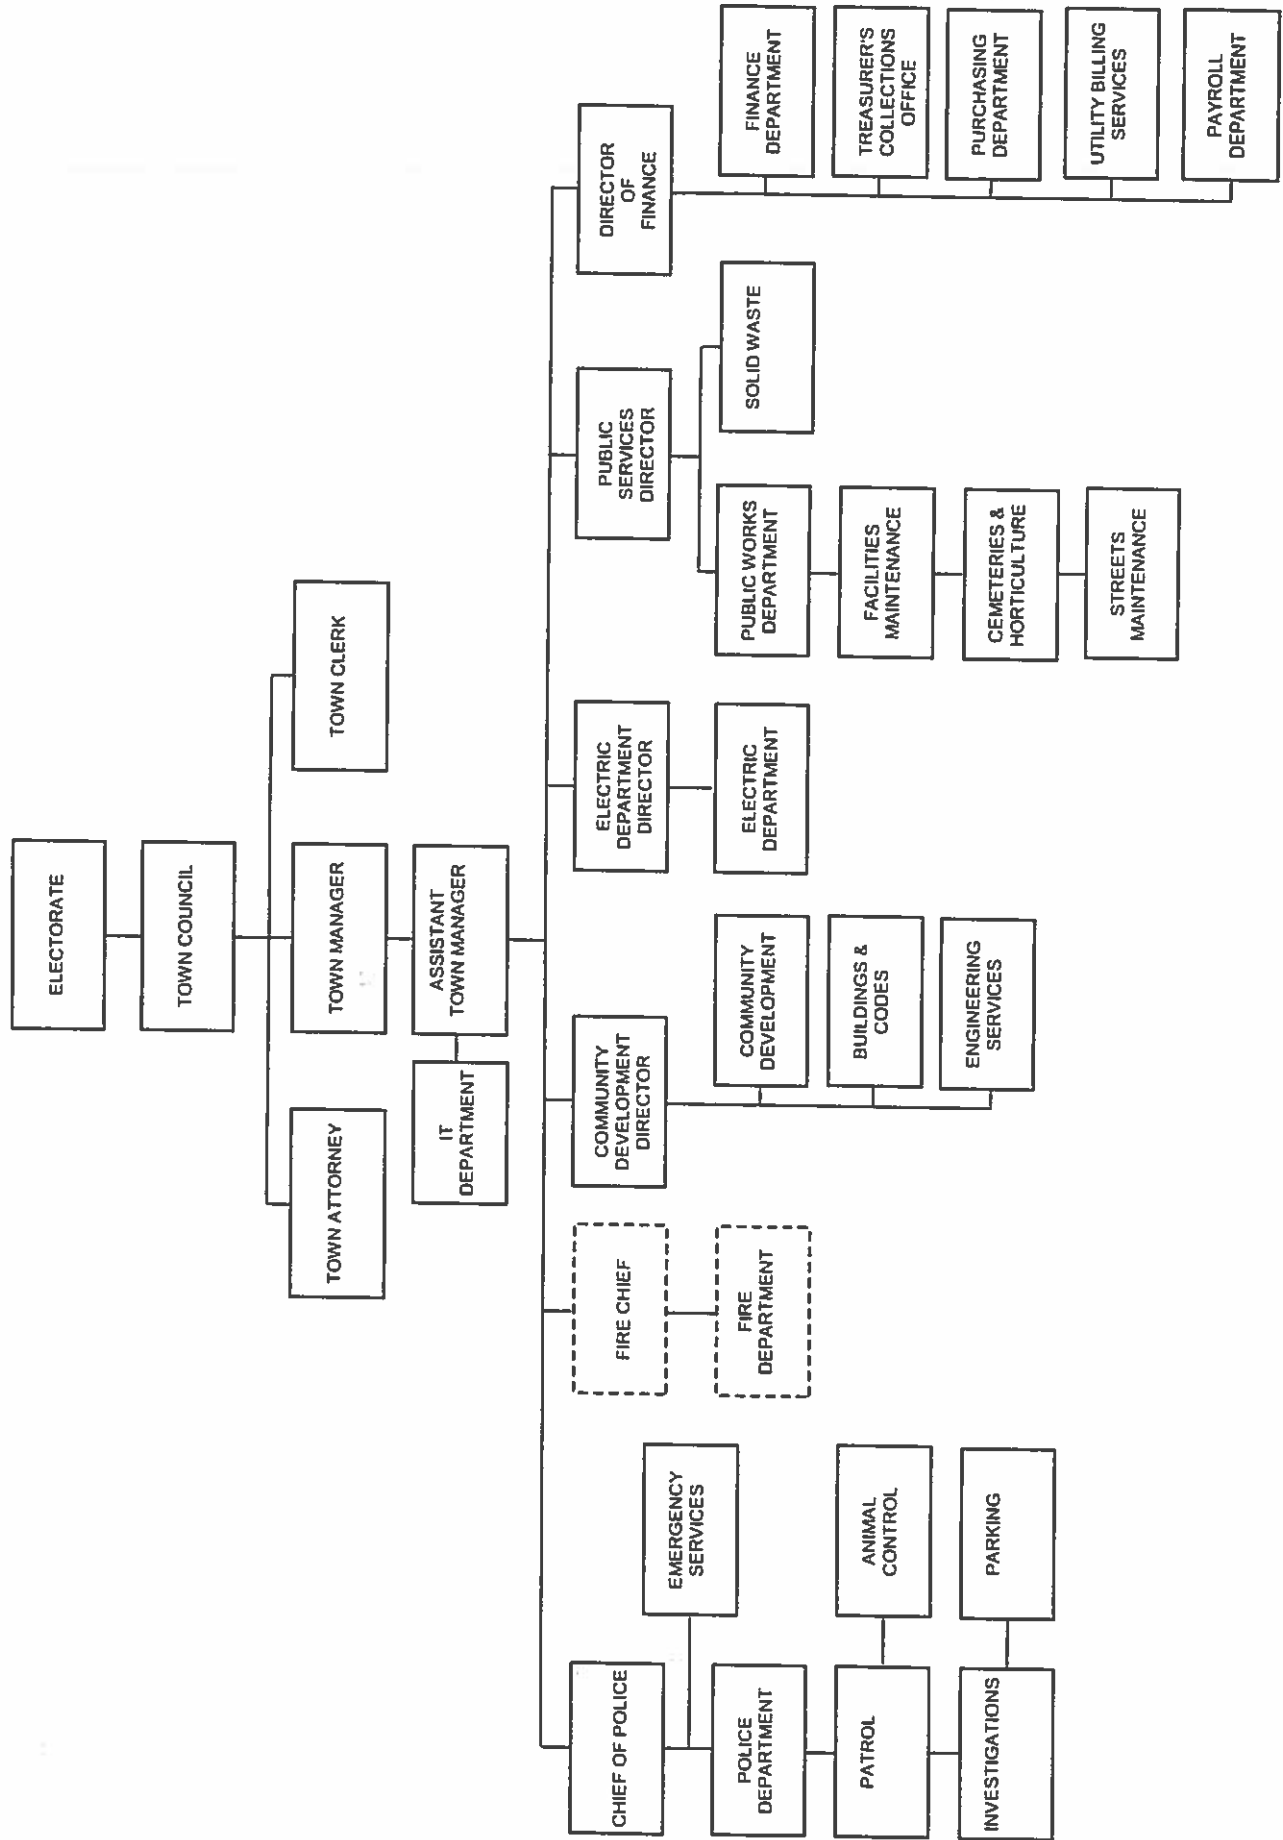 ELECTORATE
TOWN COUNCIL
TOWN ATTORNEY
TOWN MANAGER
TOWN CLERK
IT
DEPARTMENT
ASSISTANT
TOWN MANAGER
CHIEF OF POLICE
FIRE CHIEF
COMMUNITY
DEVELOPMENT
DIRECTOR
ELECTRIC
DEPARTMENT
DIRECTOR
PUBLIC
SERVICES
DIRECTOR
DIRECTOR
OF
FINANCE
EMERGENCY
SERVICES
POLICE
DEPARTMENT
FIRE
DEPARTMENT
COMMUNITY
DEVELOPMENT
ELECTRIC
DEPARTMENT
PUBLIC WORKS
DEPARTMENT
SOLID WASTE
FINANCE
DEPARTMENT
PATROL
ANIMAL
CONTROL
BUILDINGS &
CODES
FACILITIES
MAINTENANCE
TREASURER'S
COLLECTIONS
OFFICE
INVESTIGATIONS
PARKING
ENGINEERING
SERVICES
CEMETERIES &
HORTICULTURE
PURCHASING
DEPARTMENT
STREETS
MAINTENANCE
UTILITY BILLING
SERVICES
PAYROLL
DEPARTMENT